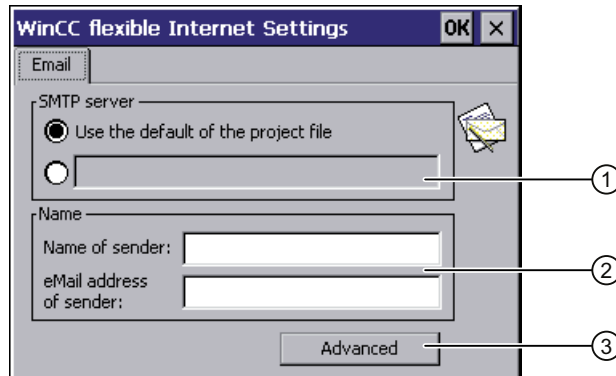 WinCC flexible Internet Settings OK ×
Email
SMTP server
Use the default of the project file
1
Name
Name of sender:
2
eMail address
of sender:
Advanced
3